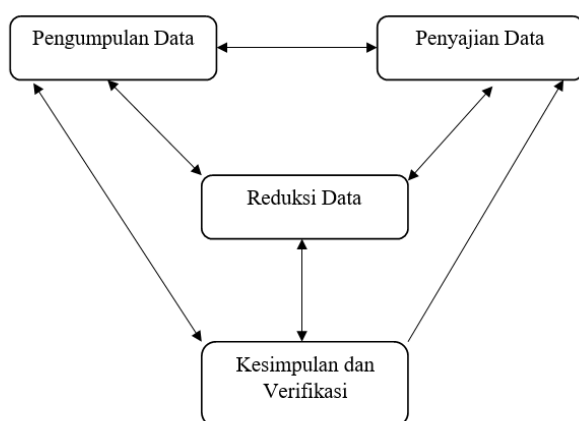 Pengumpulan Data
Penyajian Data
Reduksi Data
Kesimpulan dan
Verifikasi